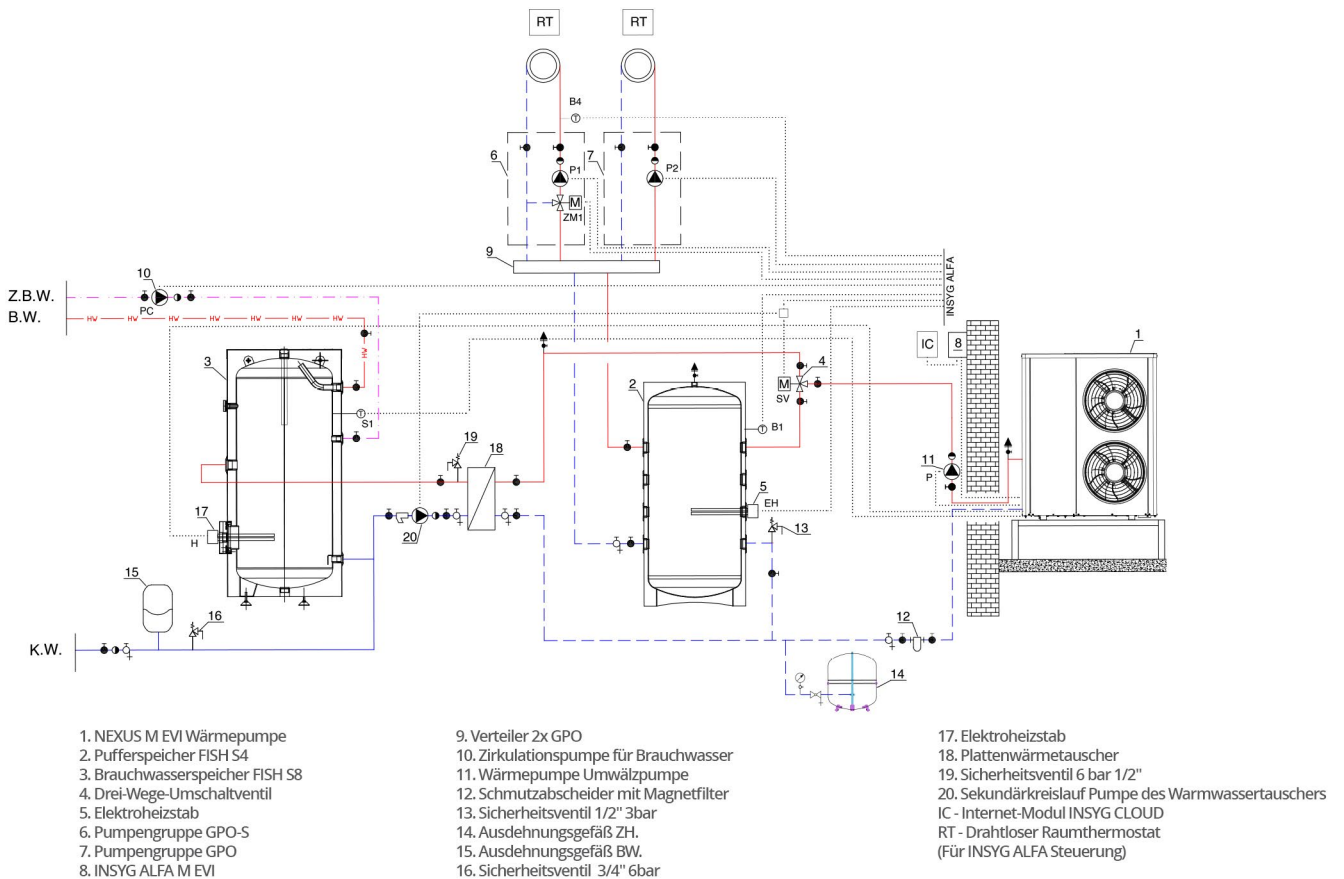 RT
RT
B4
6
7
P1
P2
M
ZM1
9
INSYG ALFA
10
Z.B.W.
PC
B.W.
HW HW HW HW HW HW
HW
IC
8
1
3
2
4
M
SV
T
S1
T
B1
T
19
18
11
P
5
EH
17
H
20
13
15
16
12
K.W.
14
1. NEXUS M EVI Wärmepumpe
2. Pufferspeicher FISH S4
3. Brauchwasserspeicher FISH S8
4. Drei-Wege-Umschaltventil
5. Elektroheizstab
6. Pumpengruppe GPO-S
7. Pumpengruppe GPO
8. INSYG ALFA M EVI
9. Verteiler 2x GPO
10. Zirkulationspumpe für Brauchwasser
11. Wärmepumpe Umwälzpumpe
12. Schmutzabscheider mit Magnetfilter
13. Sicherheitsventil 1/2" 3bar
14. Ausdehnungsgefäß ZH.
15. Ausdehnungsgefäß BW.
16. Sicherheitsventil 3/4" 6bar
17. Elektroheizstab
18. Plattenwärmetauscher
19. Sicherheitsventil 6 bar 1/2"
20. Sekundärkreislauf Pumpe des Warmwassertauschers
IC - Internet-Modul INSYG CLOUD
RT - Drahtloser Raumthermostat
(Für INSYG ALFA Steuerung)